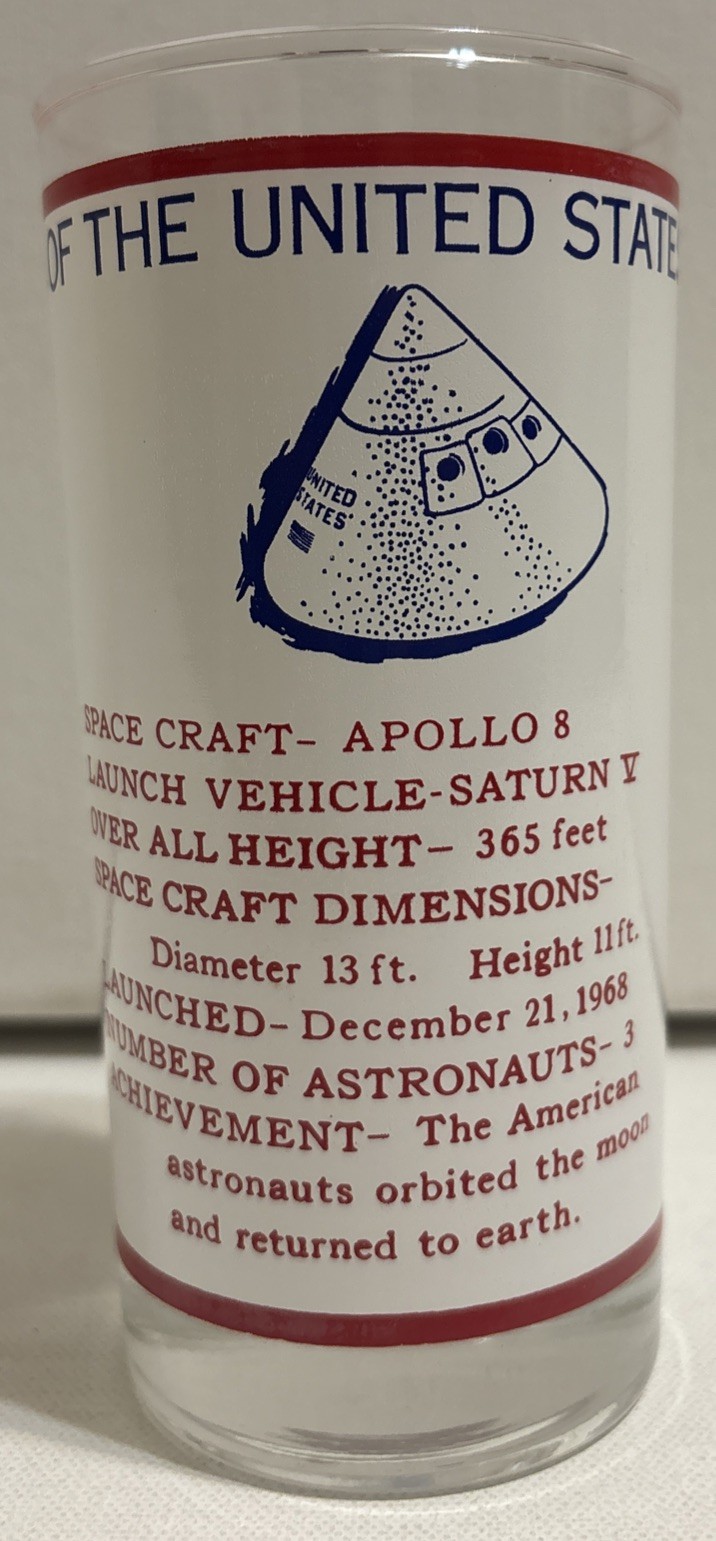 OF THE UNITED STATES
UNITED
STATES
SPACE CRAFT- APOLLO 8
LAUNCH VEHICLE-SATURN V
OVER ALL HEIGHT- 365 feet
SPACE CRAFT DIMENSIONS-
Diameter 13 ft. Height 11ft.
LAUNCHED- December 21, 1968
NUMBER OF ASTRONAUTS- 3
ACHIEVEMENT- The American
astronauts orbited the moon
and returned to earth.